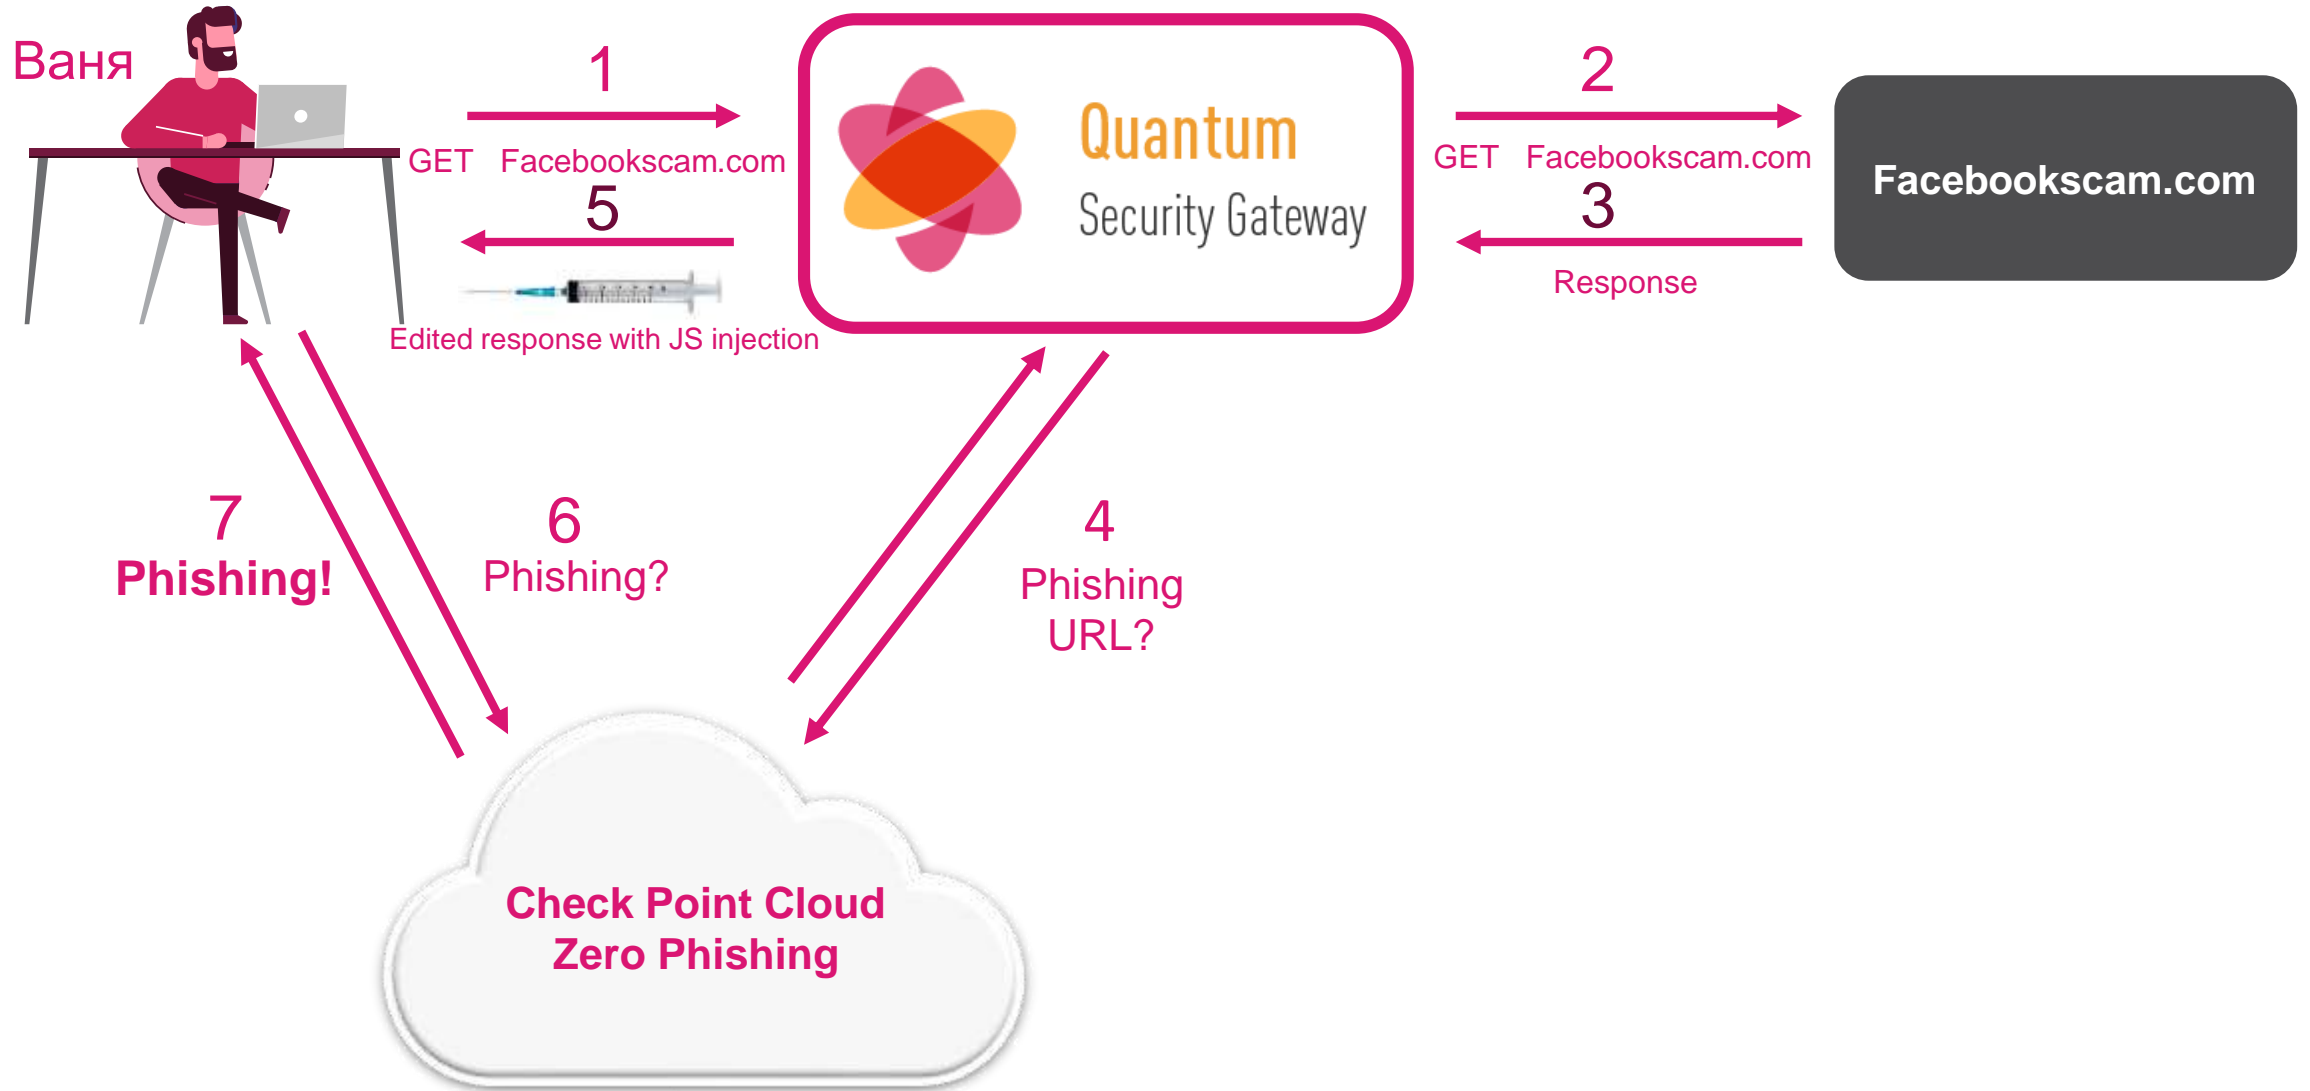 Ваня
1
GET Facebookscam.com
5
Edited response with JS injection
Quantum
Security Gateway
2
GET Facebookscam.com
3
Response
Facebookscam.com
7
Phishing!
6
Phishing?
4
Phishing
URL?
Check Point Cloud
Zero Phishing